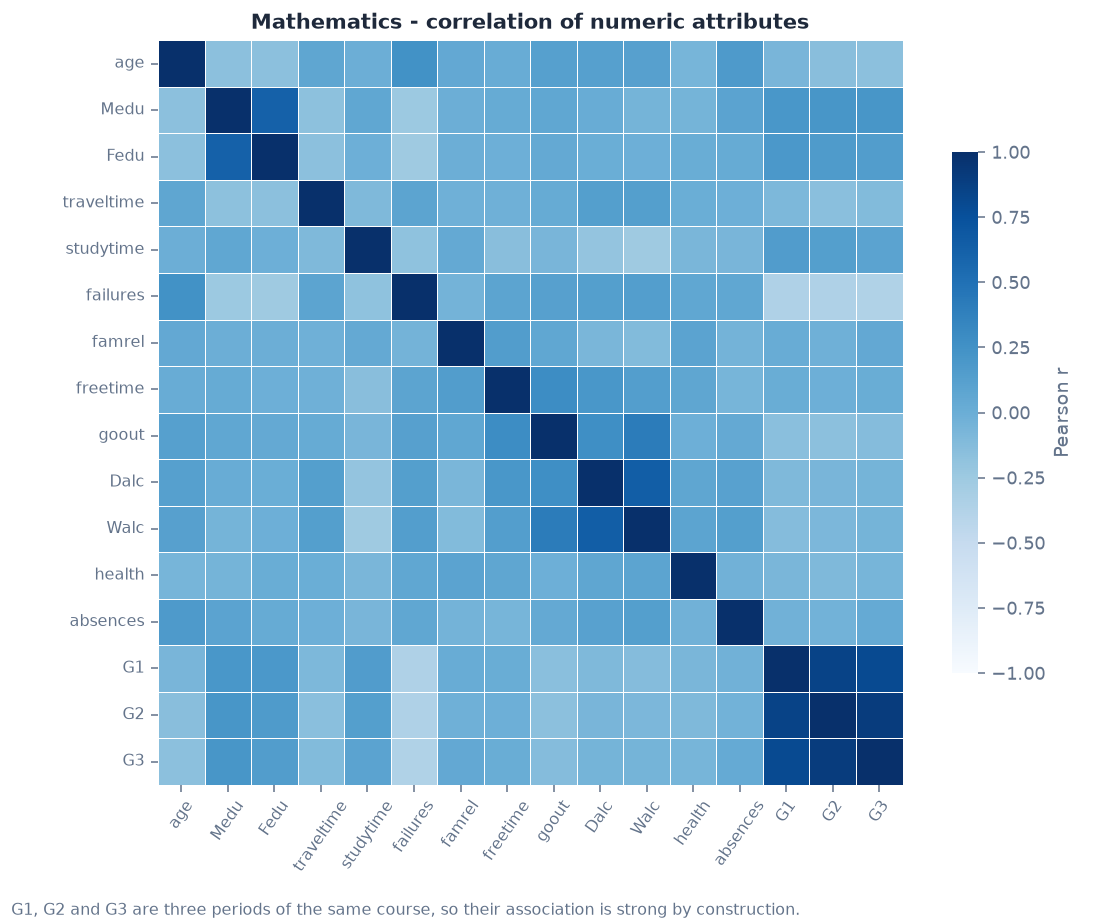 Mathematics - correlation of numeric attributes
age
Medu
Fedu
traveltime
studytime
failures
famrel
freetime
goout
Dalc
Walc
health
absences
G1
G2
G3
age
Medu
Fedu
traveltime
studytime
failures
famrel
freetime
goout
Dalc
Walc
health
absences
G1
G2
G3
1.00
0.75
0.50
0.25
0.00
−0.25
−0.50
−0.75
−1.00
Pearson r
G1, G2 and G3 are three periods of the same course, so their association is strong by construction.